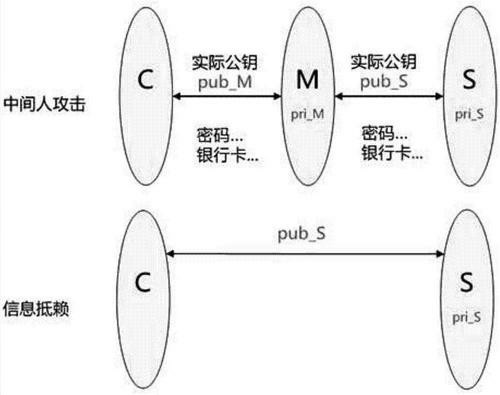 实际公钥 实际公钥
C pub_M M pub_S S
中间人攻击 pri_M pri_S
密码... 密码...
银行卡... 银行卡...
pub_S
C S
信息抵赖 pri_S